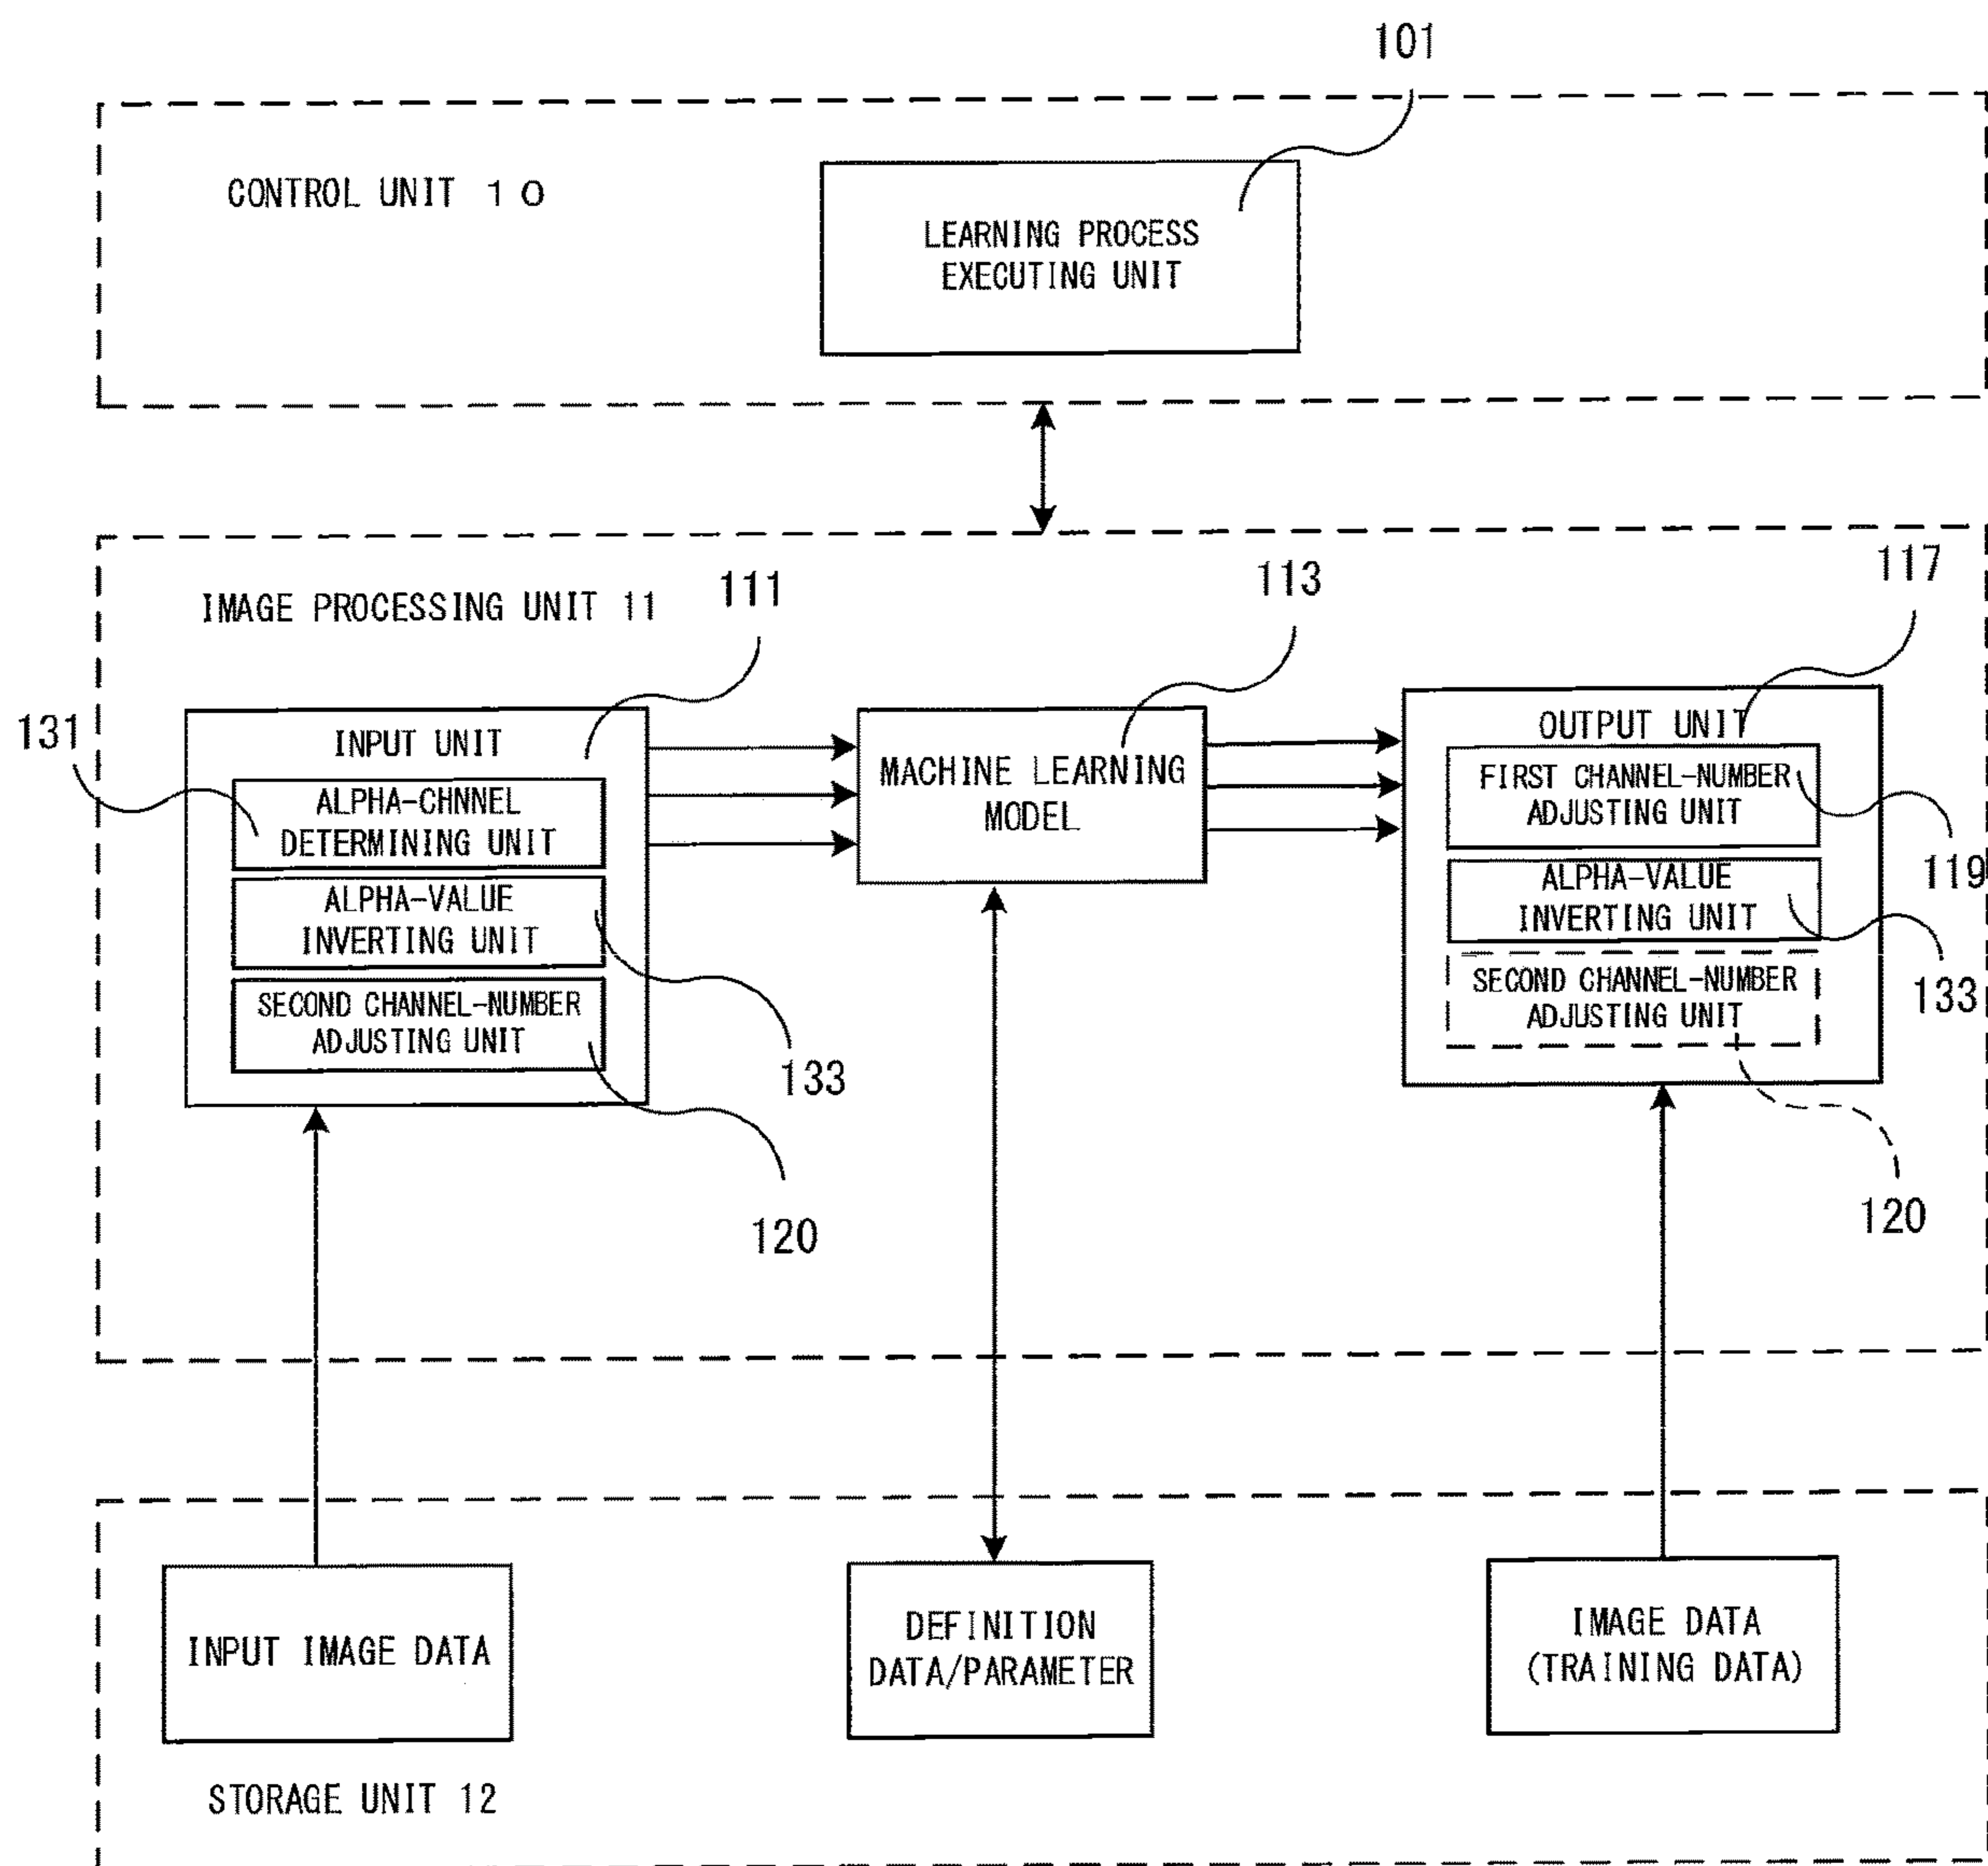 101
CONTROL UNIT 10
LEARNING PROCESS
EXECUTING UNIT
IMAGE PROCESSING UNIT 11
111
113
117
131
INPUT UNIT
ALPHA-CHNNEL
DETERMINING UNIT
ALPHA-VALUE
INVERTING UNIT
SECOND CHANNEL-NUMBER
ADJUSTING UNIT
133
120
MACHINE LEARNING
MODEL
OUTPUT UNIT
FIRST CHANNEL-NUMBER
ADJUSTING UNIT
119
ALPHA-VALUE
INVERTING UNIT
133
SECOND CHANNEL-NUMBER
ADJUSTING UNIT
120
INPUT IMAGE DATA
DEFINITION
DATA/PARAMETER
IMAGE DATA
(TRAINING DATA)
STORAGE UNIT 12